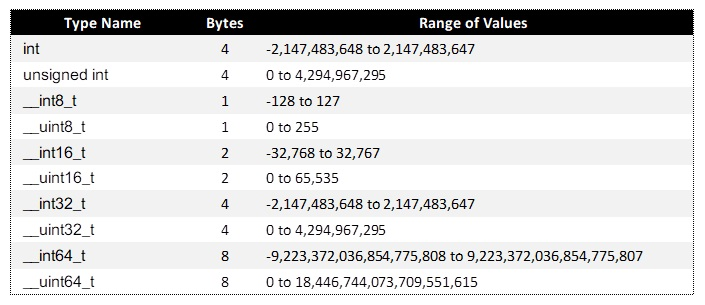 Type Name Bytes Range of Values
int 4 -2,147,483,648 to 2,147,483,647
unsigned int 4 0 to 4,294,967,295
__int8_t 1 -128 to 127
__uint8_t 1 0 to 255
__int16_t 2 -32,768 to 32,767
__uint16_t 2 0 to 65,535
__int32_t 4 -2,147,483,648 to 2,147,483,647
__uint32_t 4 0 to 4,294,967,295
__int64_t 8 -9,223,372,036,854,775,808 to 9,223,372,036,854,775,807
__uint64_t 8 0 to 18,446,744,073,709,551,615